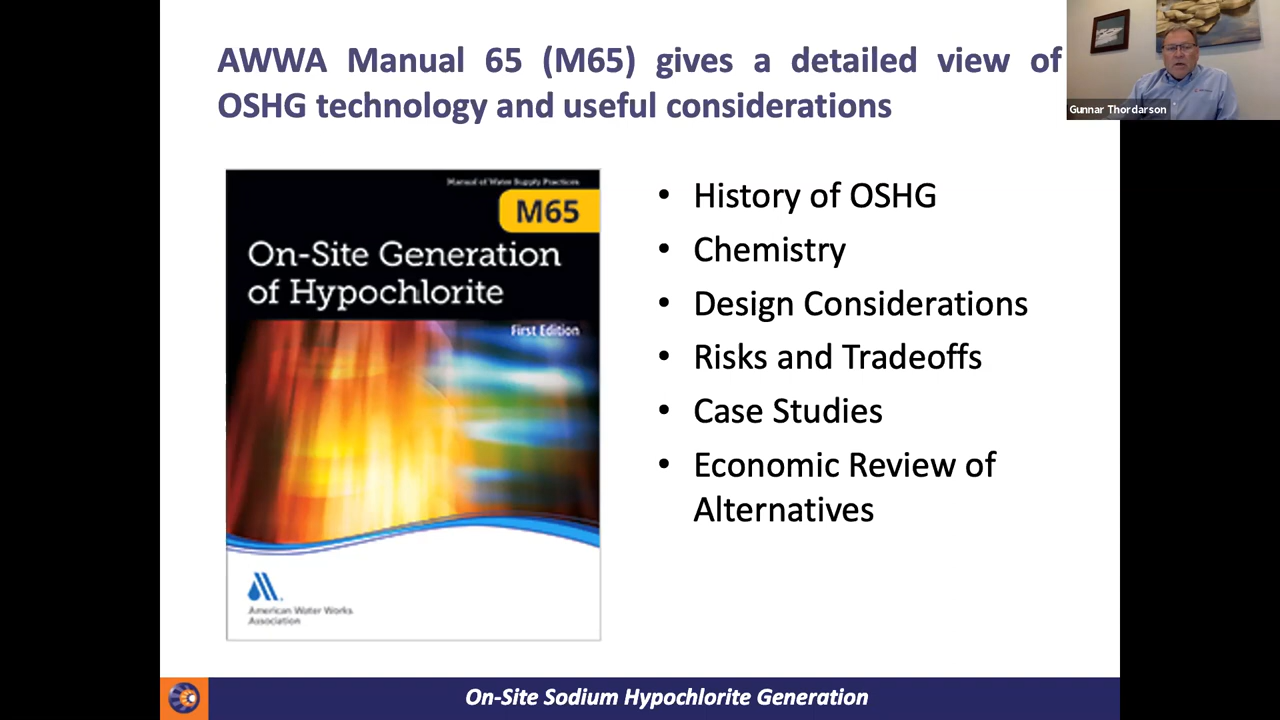 AWWA Manual 65 (M65) gives a detailed view of
OSHG technology and useful considerations
Gunnar Thordarson
Manual of Water Supply Practices
M65
On-Site Generation
of Hypochlorite
First Edition
American Water Works
Association
• History of OSHG
• Chemistry
• Design Considerations
• Risks and Tradeoffs
• Case Studies
• Economic Review of
Alternatives
On-Site Sodium Hypochlorite Generation